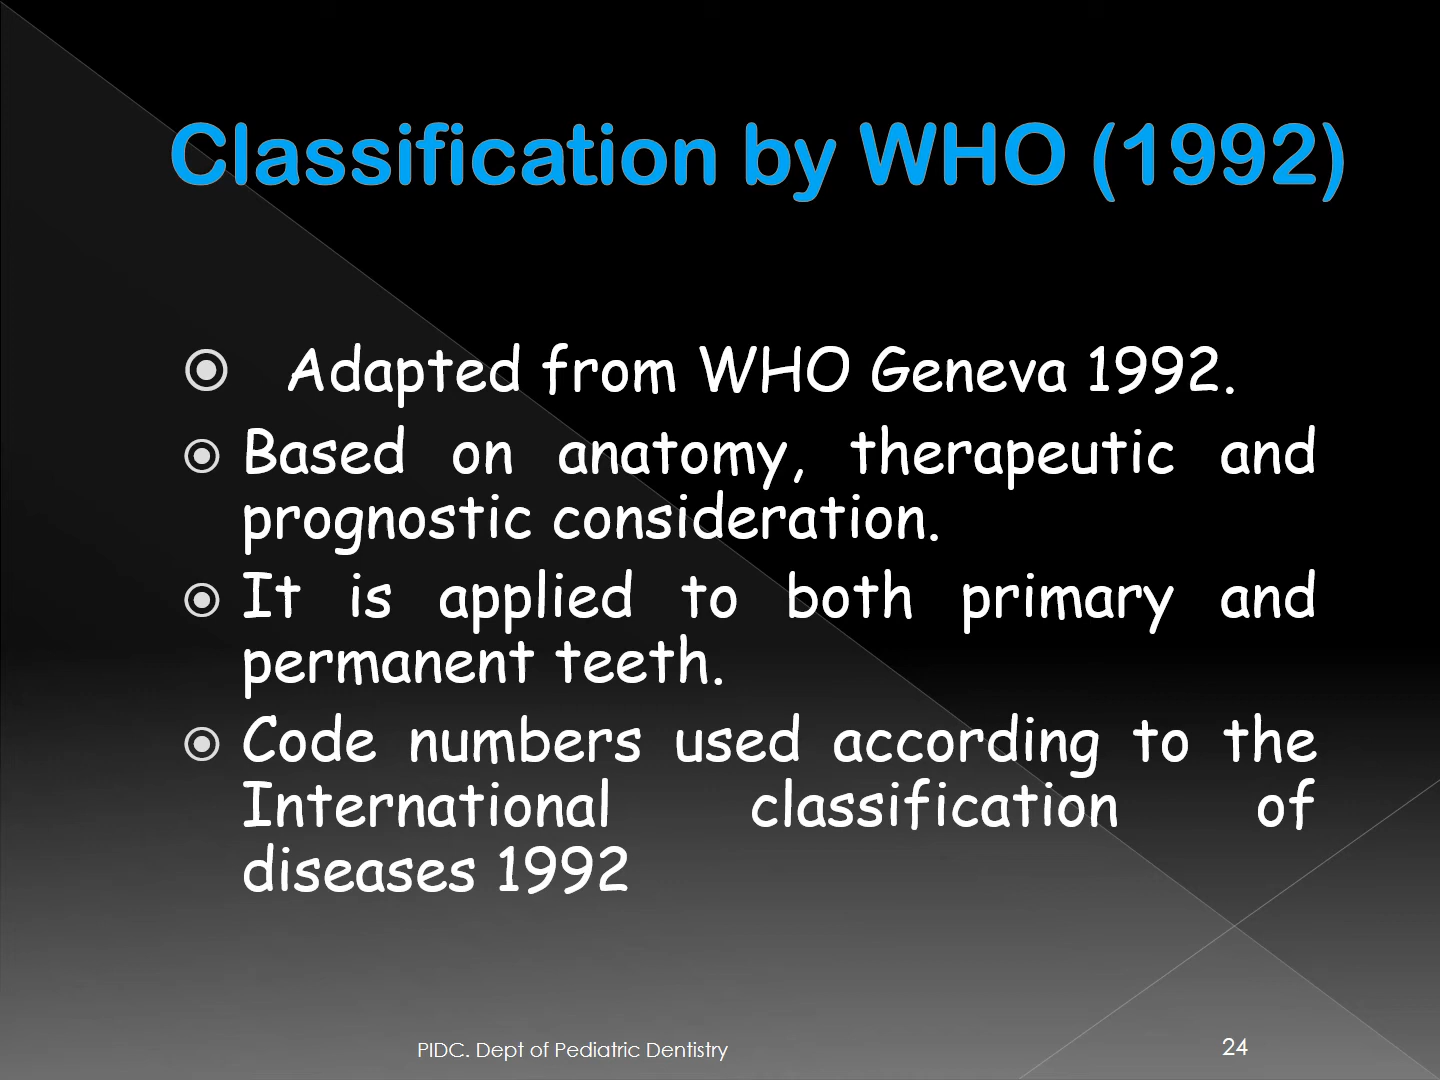 Classification by WHO (1992)
Adapted from WHO Geneva 1992.
Based on anatomy, therapeutic and
prognostic consideration.
It is applied to both primary and
permanent teeth.
Code numbers used according to the
International classification of
diseases 1992
PIDC. Dept of Pediatric Dentistry
24